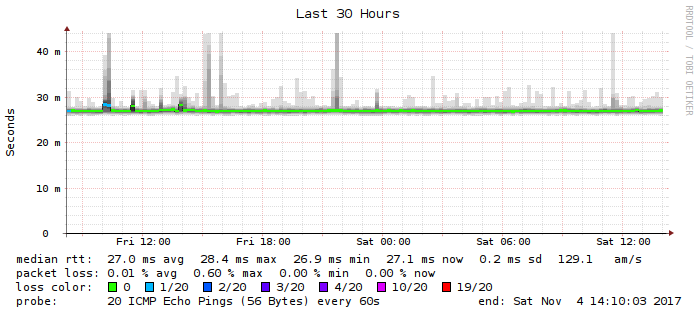 Last 30 Hours
RRDTOOL / TOBI OETIKER
Seconds
40 m
30 m
20 m
10 m
0
Fri 12:00 Fri 18:00 Sat 00:00 Sat 06:00 Sat 12:00
median rtt: 27.0 ms avg 28.4 ms max 26.9 ms min 27.1 ms now 0.2 ms sd 129.1 am/s
packet loss: 0.01 % avg 0.60 % max 0.00 % min 0.00 % now
loss color: 0 1/20 2/20 3/20 4/20 10/20 19/20
probe: 20 ICMP Echo Pings (56 Bytes) every 60s end: Sat Nov 4 14:10:03 2017